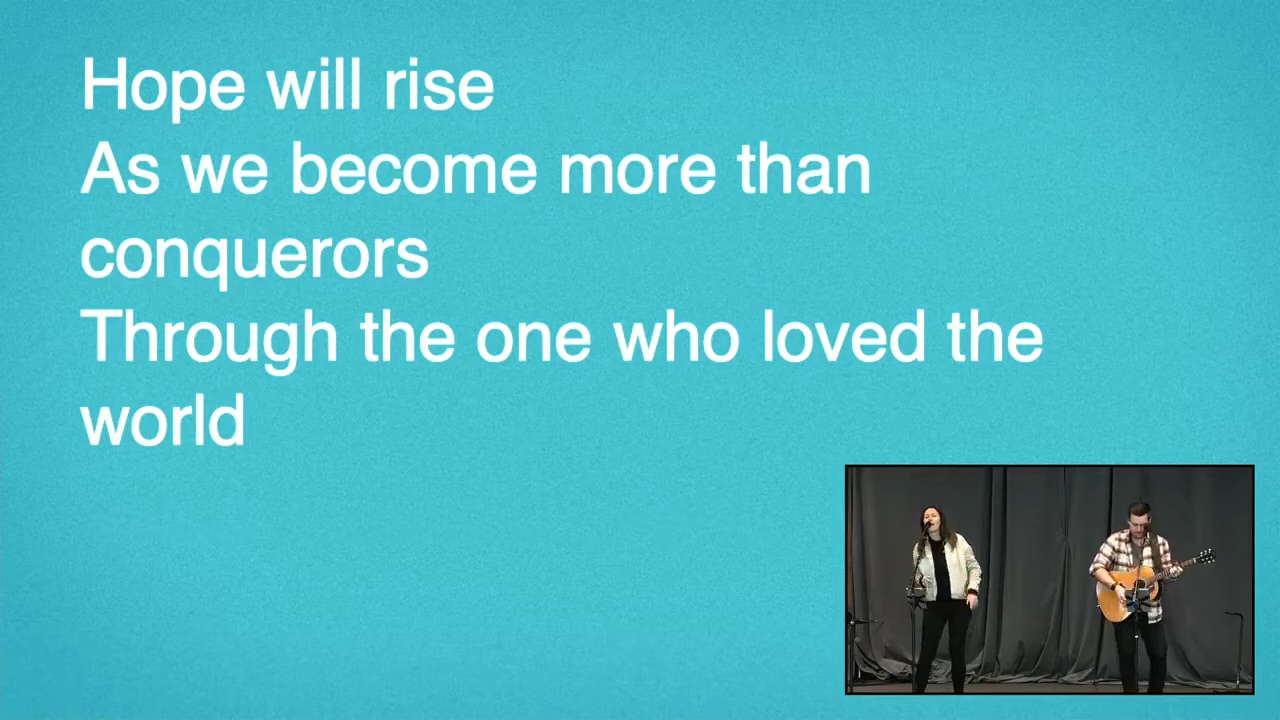 Hope will rise
As we become more than
conquerors
Through the one who loved the
world